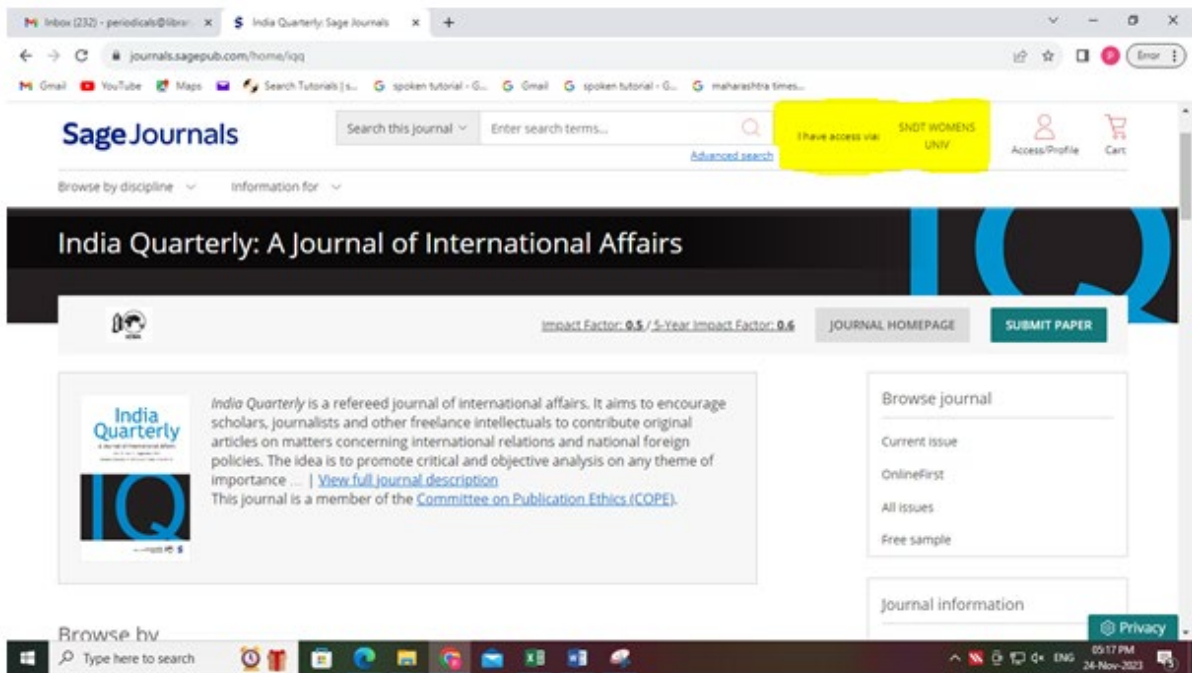 Inbox (232) - periodicals@librar
India Quarterly: Sage Journals
journals.sagepub.com/home/iqq
Error
Gmail
YouTube
Maps
Search Tutorials | s...
spoken tutorial - G...
Gmail
spoken tutorial - G...
maharashtra times...
Sage Journals
Search this journal
Enter search terms...
Advanced search
I have access via:
SNDT WOMENS
UNIV
Access/Profile
Cart
Browse by discipline
Information for
India Quarterly: A Journal of International Affairs
IQ
Impact Factor: 0.5 / 5-Year Impact Factor: 0.6
JOURNAL HOMEPAGE
SUBMIT PAPER
India
Quarterly
IQ
India Quarterly is a refereed journal of international affairs. It aims to encourage
scholars, journalists and other freelance intellectuals to contribute original
articles on matters concerning international relations and national foreign
policies. The idea is to promote critical and objective analysis on any theme of
importance ... | View full journal description
This journal is a member of the Committee on Publication Ethics (COPE).
Browse journal
Current issue
OnlineFirst
All issues
Free sample
Journal information
Browse by
Privacy
Type here to search
ENG
05:17 PM
24-Nov-2023